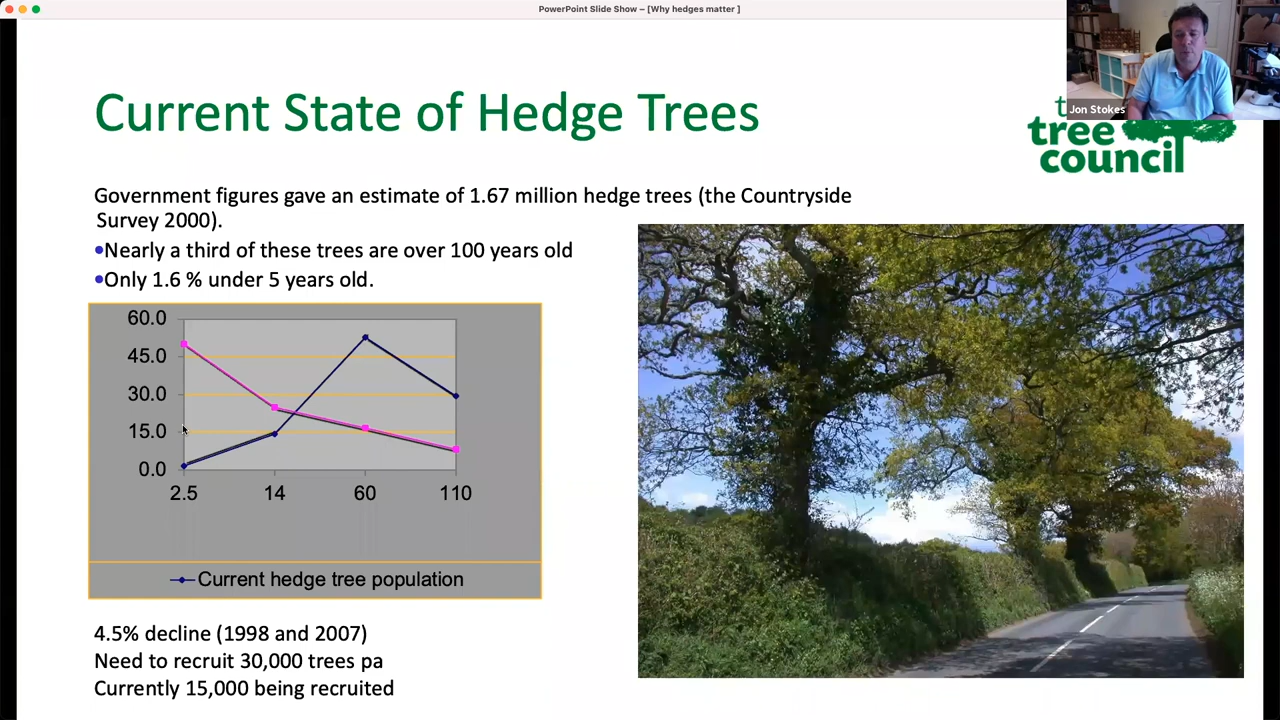 PowerPoint Slide Show – [Why hedges matter ]
Jon Stokes
Current State of Hedge Trees
tree
council
Government figures gave an estimate of 1.67 million hedge trees (the Countryside
Survey 2000).
•Nearly a third of these trees are over 100 years old
•Only 1.6 % under 5 years old.
60.0
45.0
30.0
15.0
0.0
2.5 14 60 110
Current hedge tree population
4.5% decline (1998 and 2007)
Need to recruit 30,000 trees pa
Currently 15,000 being recruited